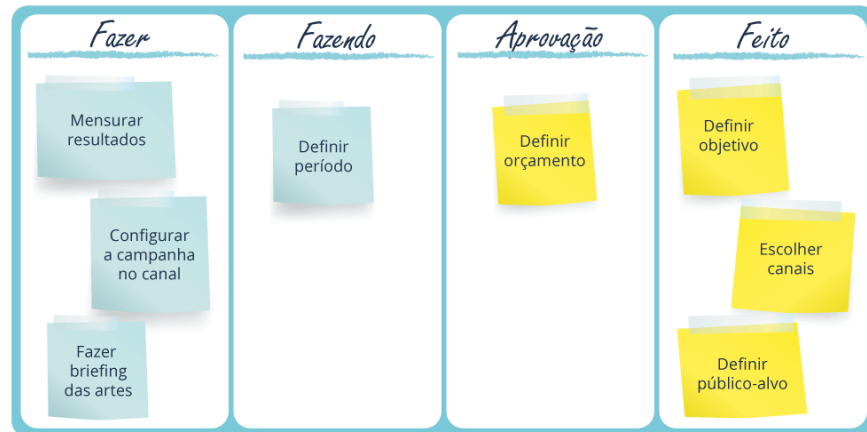 Fazer
Mensurar
resultados
Configurar
a campanha
no canal
Fazer
briefing
das artes
Fazendo
Definir
período
Aprovação
Definir
orçamento
Feito
Definir
objetivo
Escolher
canais
Definir
público-alvo